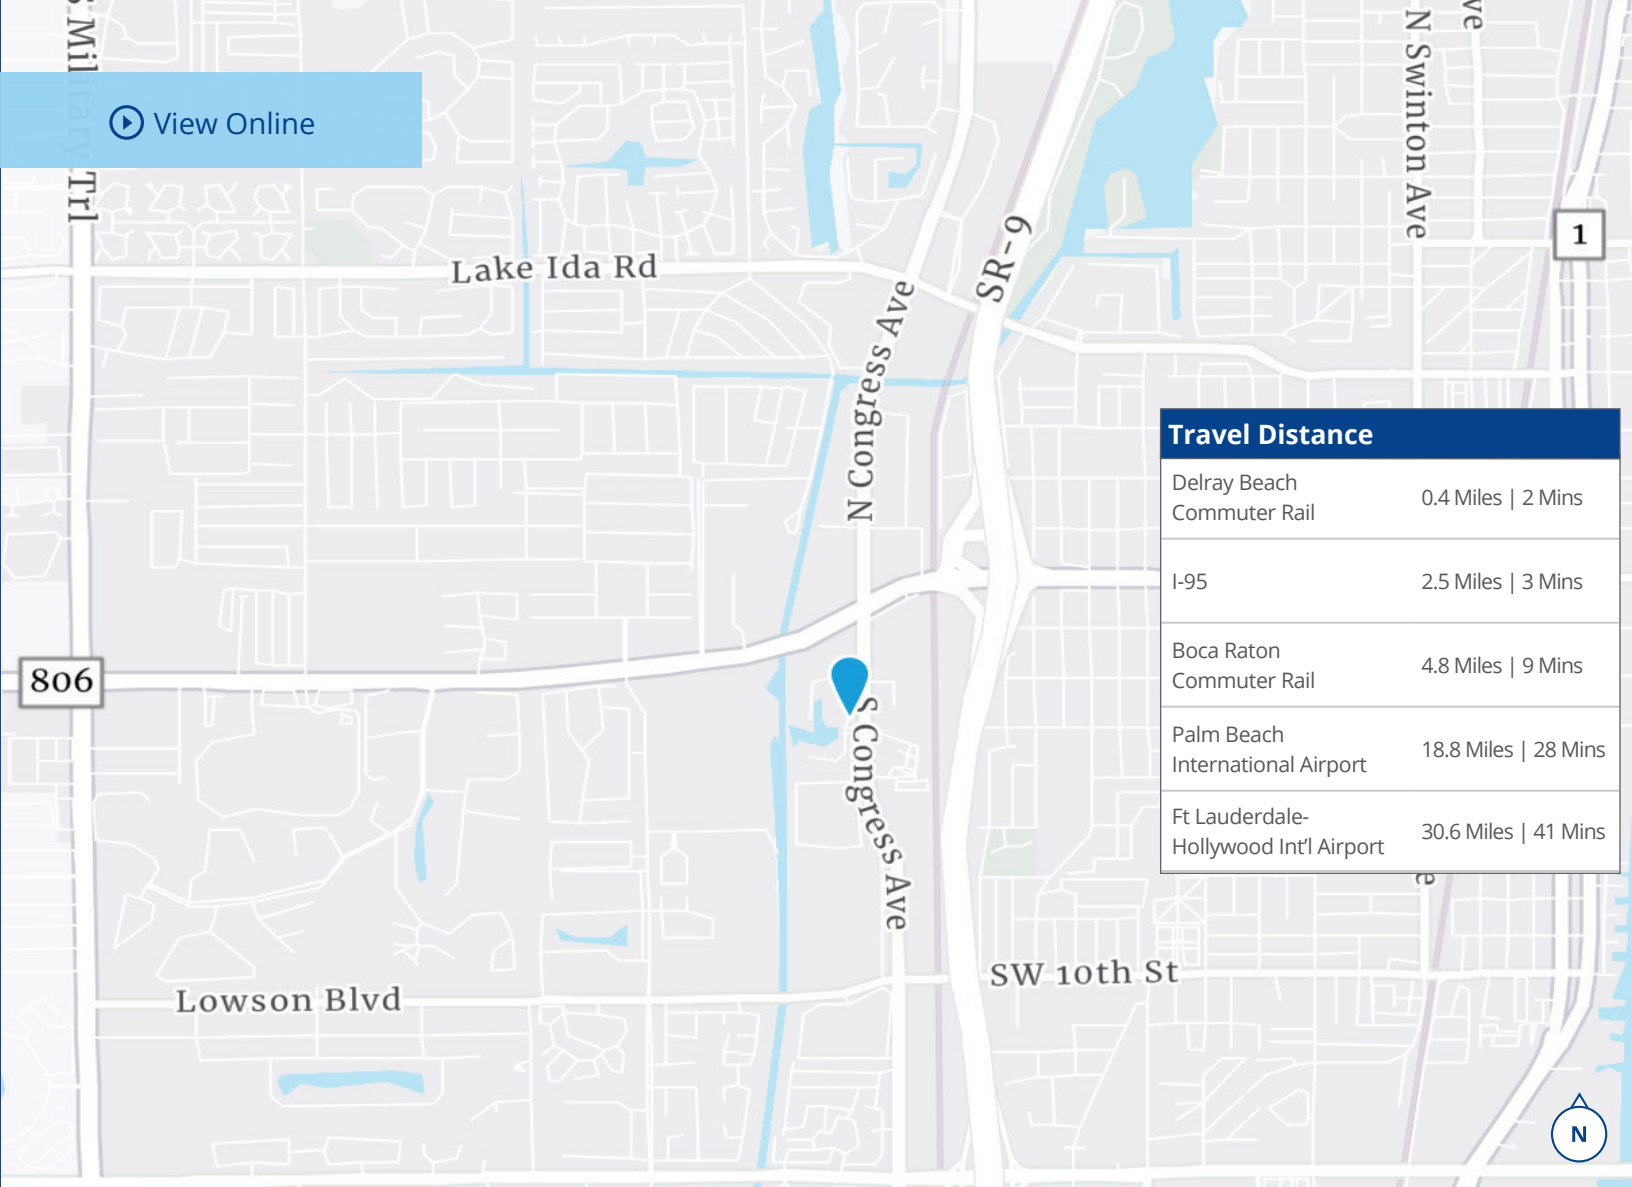 S Military Trl
View Online
N Swinton Ave
ve
1
Lake Ida Rd
SR-9
N Congress Ave
Travel Distance
Delray Beach
Commuter Rail
0.4 Miles | 2 Mins
I-95
2.5 Miles | 3 Mins
Boca Raton
Commuter Rail
4.8 Miles | 9 Mins
Palm Beach
International Airport
18.8 Miles | 28 Mins
Ft Lauderdale-
Hollywood Int'l Airport
30.6 Miles | 41 Mins
806
S Congress Ave
e
SW 10th St
Lowson Blvd
N